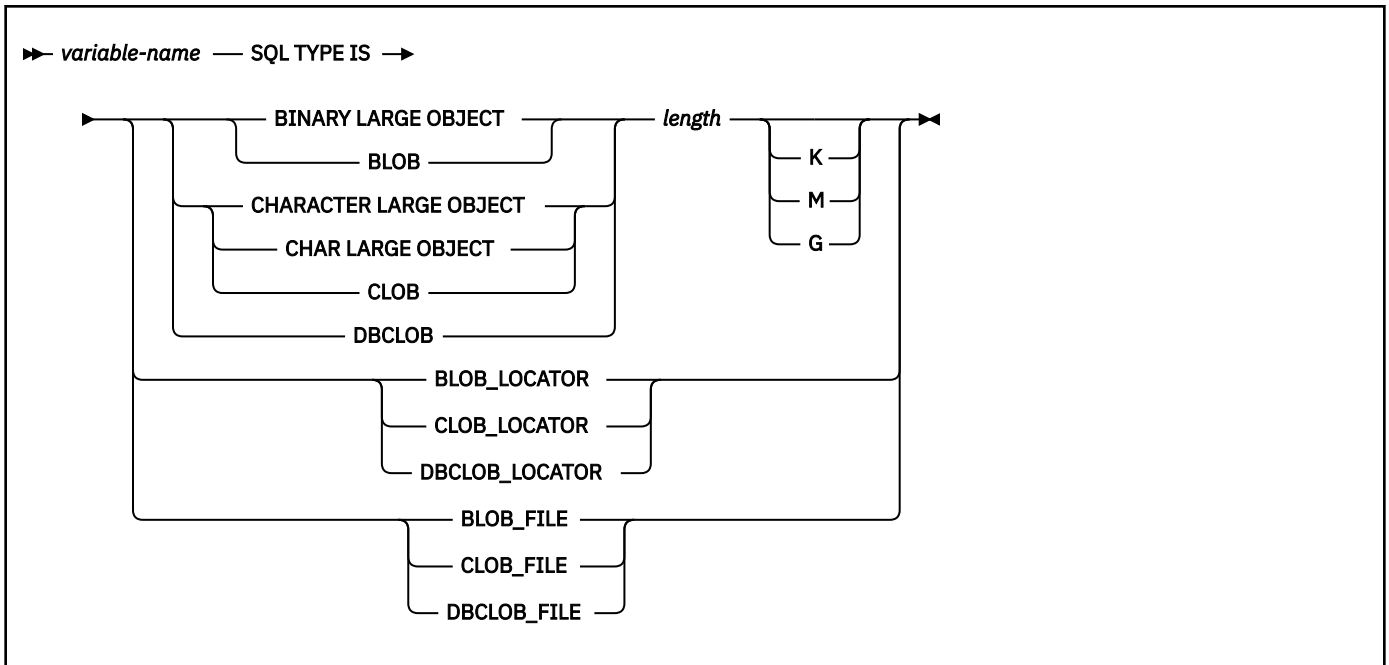 variable-name SQL TYPE IS
BINARY LARGE OBJECT length
BLOB K
M
CHARACTER LARGE OBJECT
CHAR LARGE OBJECT G
CLOB
DBCLOB
BLOB_LOCATOR
CLOB_LOCATOR
DBCLOB_LOCATOR
BLOB_FILE
CLOB_FILE
DBCLOB_FILE